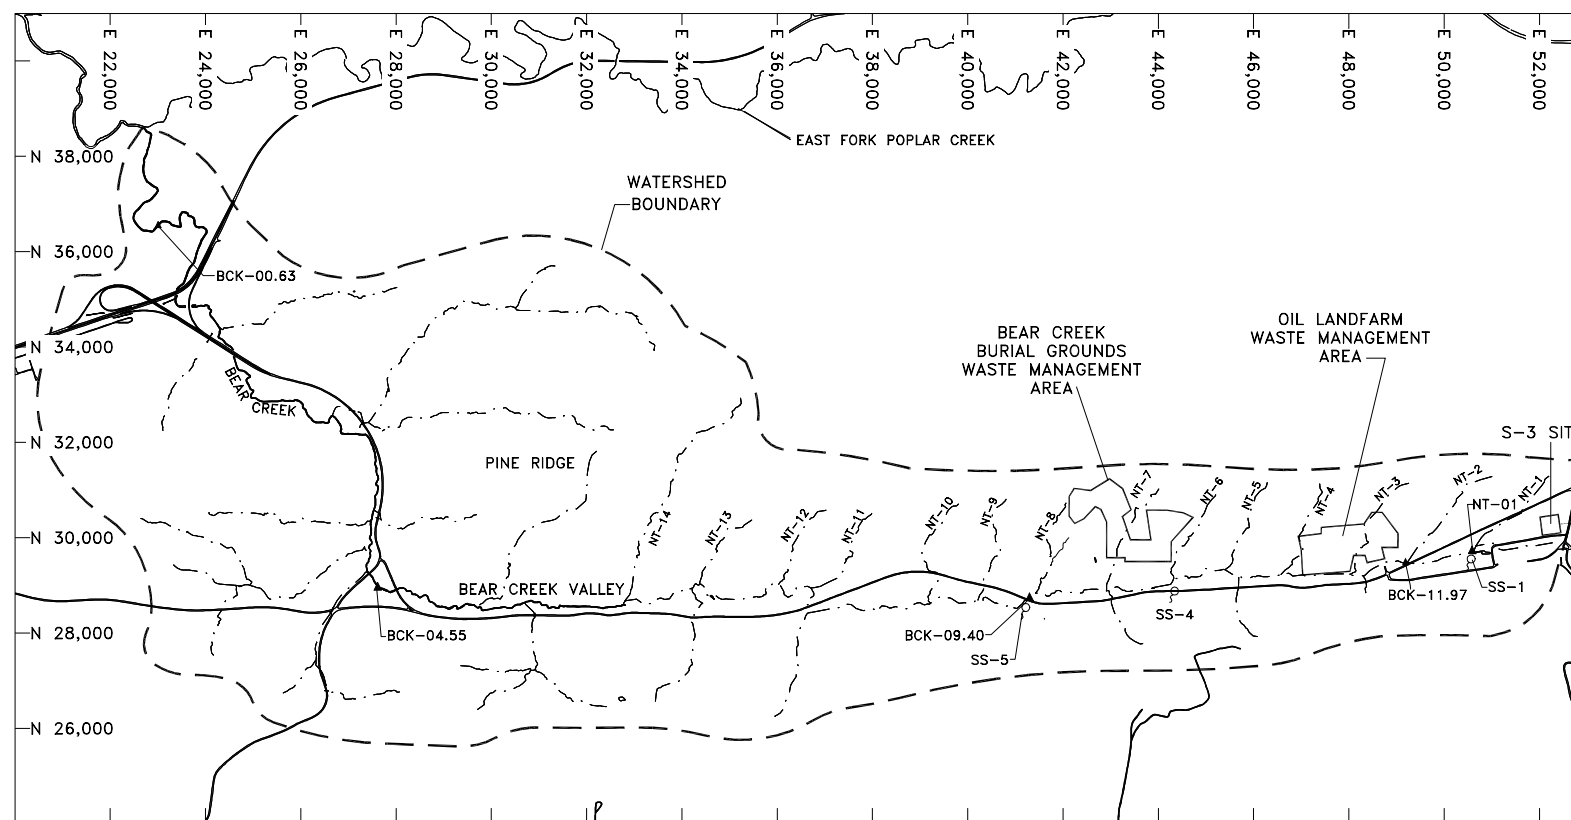 E 22,000
E 24,000
E 26,000
E 28,000
E 30,000
E 32,000
E 34,000
E 36,000
E 38,000
E 40,000
E 42,000
E 44,000
E 46,000
E 48,000
E 50,000
E 52,000
EAST FORK POPLAR CREEK
N 38,000
WATERSHED
BOUNDARY
N 36,000
BCK-00.63
N 34,000
BEAR CREEK
BURIAL GROUNDS
WASTE MANAGEMENT
AREA
OIL LANDFARM
WASTE MANAGEMENT
AREA
BEAR CREEK
N 32,000
S-3 SIT
PINE RIDGE
NT-7
NT-6
NT-5
NT-4
NT-3
NT-2
NT-1
NT-01
NT-14
NT-13
NT-12
NT-11
NT-10
NT-9
NT-8
N 30,000
BEAR CREEK VALLEY
SS-1
BCK-11.97
SS-4
N 28,000
BCK-04.55
BCK-09.40
SS-5
N 26,000